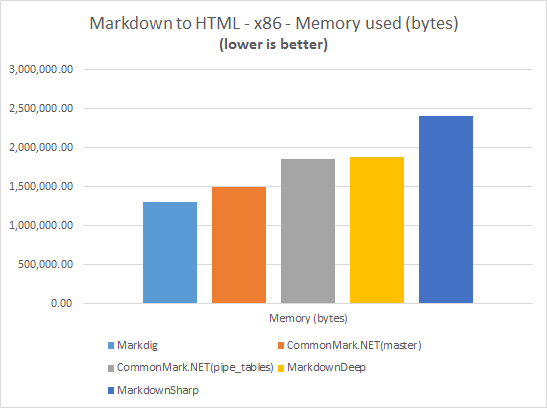 Markdown to HTML - x86 - Memory used (bytes)
(lower is better)
3,000,000.00
2,500,000.00
2,000,000.00
1,500,000.00
1,000,000.00
500,000.00
0.00
Memory (bytes)
Markdig
CommonMark.NET(master)
CommonMark.NET(pipe_tables)
MarkdownDeep
MarkdownSharp